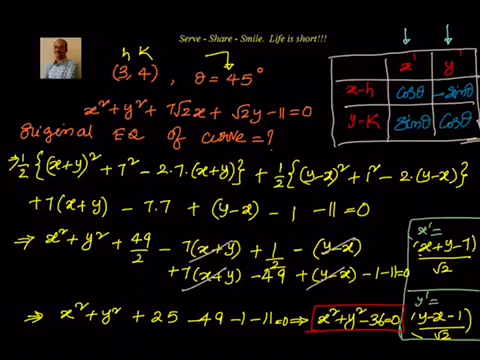 Serve - Share - Smile. Life is short!!!
h K
(3, 4), θ = 45°
x² + y² + 7√2x + √2y - 11 = 0
Original EQ of curve = ?
x' y'
x-h cosθ -sinθ
y-K sinθ cosθ
⇒ 1/2 {(x+y)² + 7² - 2·7·(x+y)} + 1/2 {(y-x)² + 1² - 2·(y-x)}
+7(x+y) - 7·7 + (y-x) - 1 - 11 = 0
⇒ x² + y² + 49/2 - 7(x+y) + 1/2 - (y-x)
+7(x+y) - 49 + (y-x) - 1 - 11 = 0
⇒ x² + y² + 25 - 49 - 1 - 11 = 0 ⇒ x² + y² - 36 = 0
x' =
(x+y-7)/√2
y' =
(y-x-1)/√2